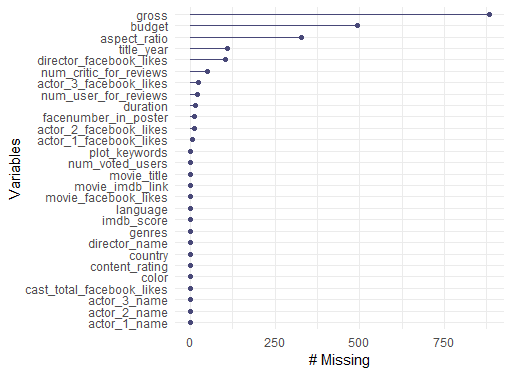 gross
budget
aspect_ratio
title_year
director_facebook_likes
num_critic_for_reviews
actor_3_facebook_likes
num_user_for_reviews
duration
facenumber_in_poster
actor_2_facebook_likes
actor_1_facebook_likes
plot_keywords
num_voted_users
movie_title
movie_imdb_link
movie_facebook_likes
language
imdb_score
genres
director_name
country
content_rating
color
cast_total_facebook_likes
actor_3_name
actor_2_name
actor_1_name
Variables
0 250 500 750
# Missing